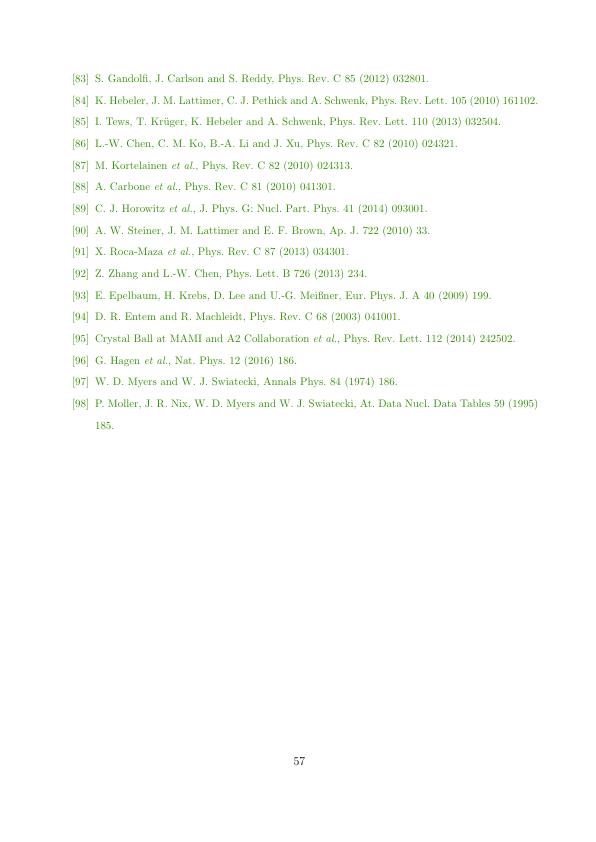 [83] S. Gandolfi, J. Carlson and S. Reddy, Phys. Rev. C 85 (2012) 032801.
[84] K. Hebeler, J. M. Lattimer, C. J. Pethick and A. Schwenk, Phys. Rev. Lett. 105 (2010) 161102.
[85] I. Tews, T. Krüger, K. Hebeler and A. Schwenk, Phys. Rev. Lett. 110 (2013) 032504.
[86] L.-W. Chen, C. M. Ko, B.-A. Li and J. Xu, Phys. Rev. C 82 (2010) 024321.
[87] M. Kortelainen et al., Phys. Rev. C 82 (2010) 024313.
[88] A. Carbone et al., Phys. Rev. C 81 (2010) 041301.
[89] C. J. Horowitz et al., J. Phys. G: Nucl. Part. Phys. 41 (2014) 093001.
[90] A. W. Steiner, J. M. Lattimer and E. F. Brown, Ap. J. 722 (2010) 33.
[91] X. Roca-Maza et al., Phys. Rev. C 87 (2013) 034301.
[92] Z. Zhang and L.-W. Chen, Phys. Lett. B 726 (2013) 234.
[93] E. Epelbaum, H. Krebs, D. Lee and U.-G. Meißner, Eur. Phys. J. A 40 (2009) 199.
[94] D. R. Entem and R. Machleidt, Phys. Rev. C 68 (2003) 041001.
[95] Crystal Ball at MAMI and A2 Collaboration et al., Phys. Rev. Lett. 112 (2014) 242502.
[96] G. Hagen et al., Nat. Phys. 12 (2016) 186.
[97] W. D. Myers and W. J. Swiatecki, Annals Phys. 84 (1974) 186.
[98] P. Moller, J. R. Nix, W. D. Myers and W. J. Swiatecki, At. Data Nucl. Data Tables 59 (1995)
185.
57